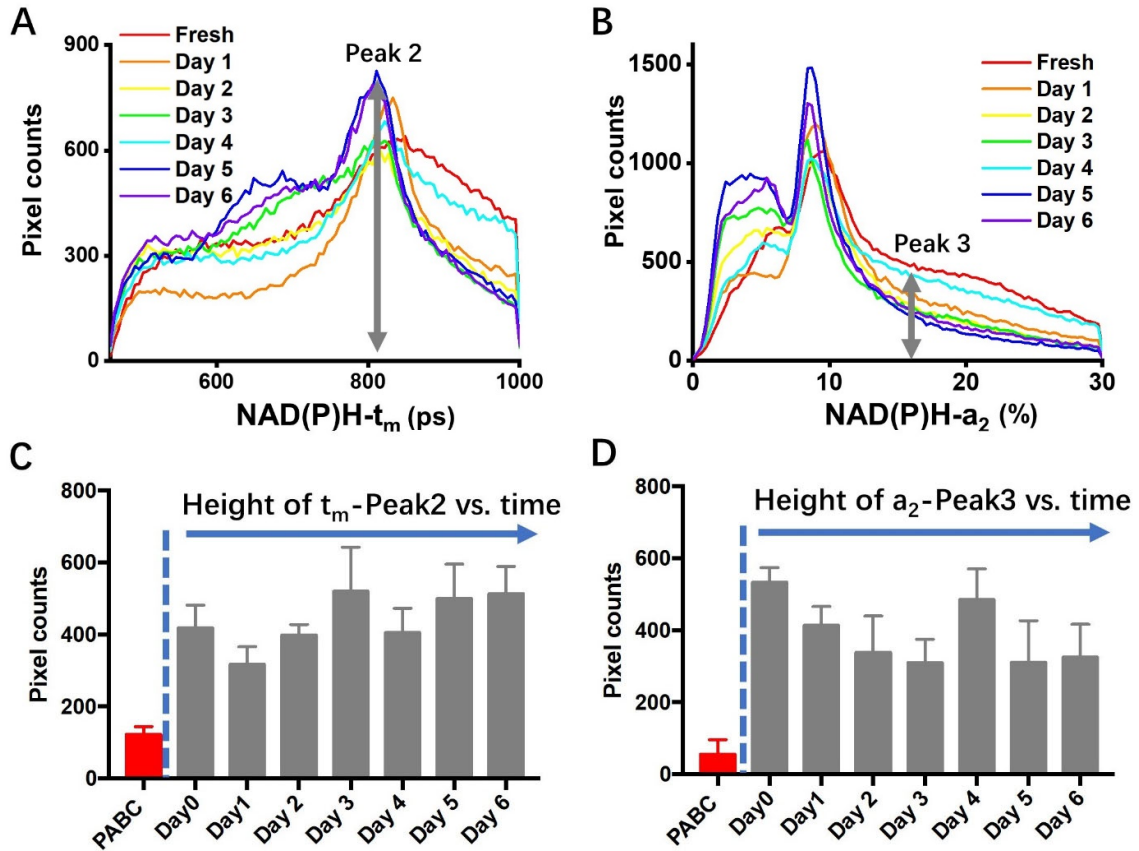 A
Fresh
Day 1
Day 2
Day 3
Day 4
Day 5
Day 6
Peak 2
900
600
300
0
Pixel counts
600
800
1000
NAD(P)H-tm (ps)
B
Fresh
Day 1
Day 2
Day 3
Day 4
Day 5
Day 6
Peak 3
1500
1000
500
0
Pixel counts
0
10
20
30
NAD(P)H-a2 (%)
C
Height of tm-Peak2 vs. time
800
600
400
200
0
Pixel counts
PABC
Day0
Day1
Day 2
Day 3
Day 4
Day 5
Day 6
D
Height of a2-Peak3 vs. time
800
600
400
200
0
Pixel counts
PABC
Day0
Day1
Day 2
Day 3
Day 4
Day 5
Day 6